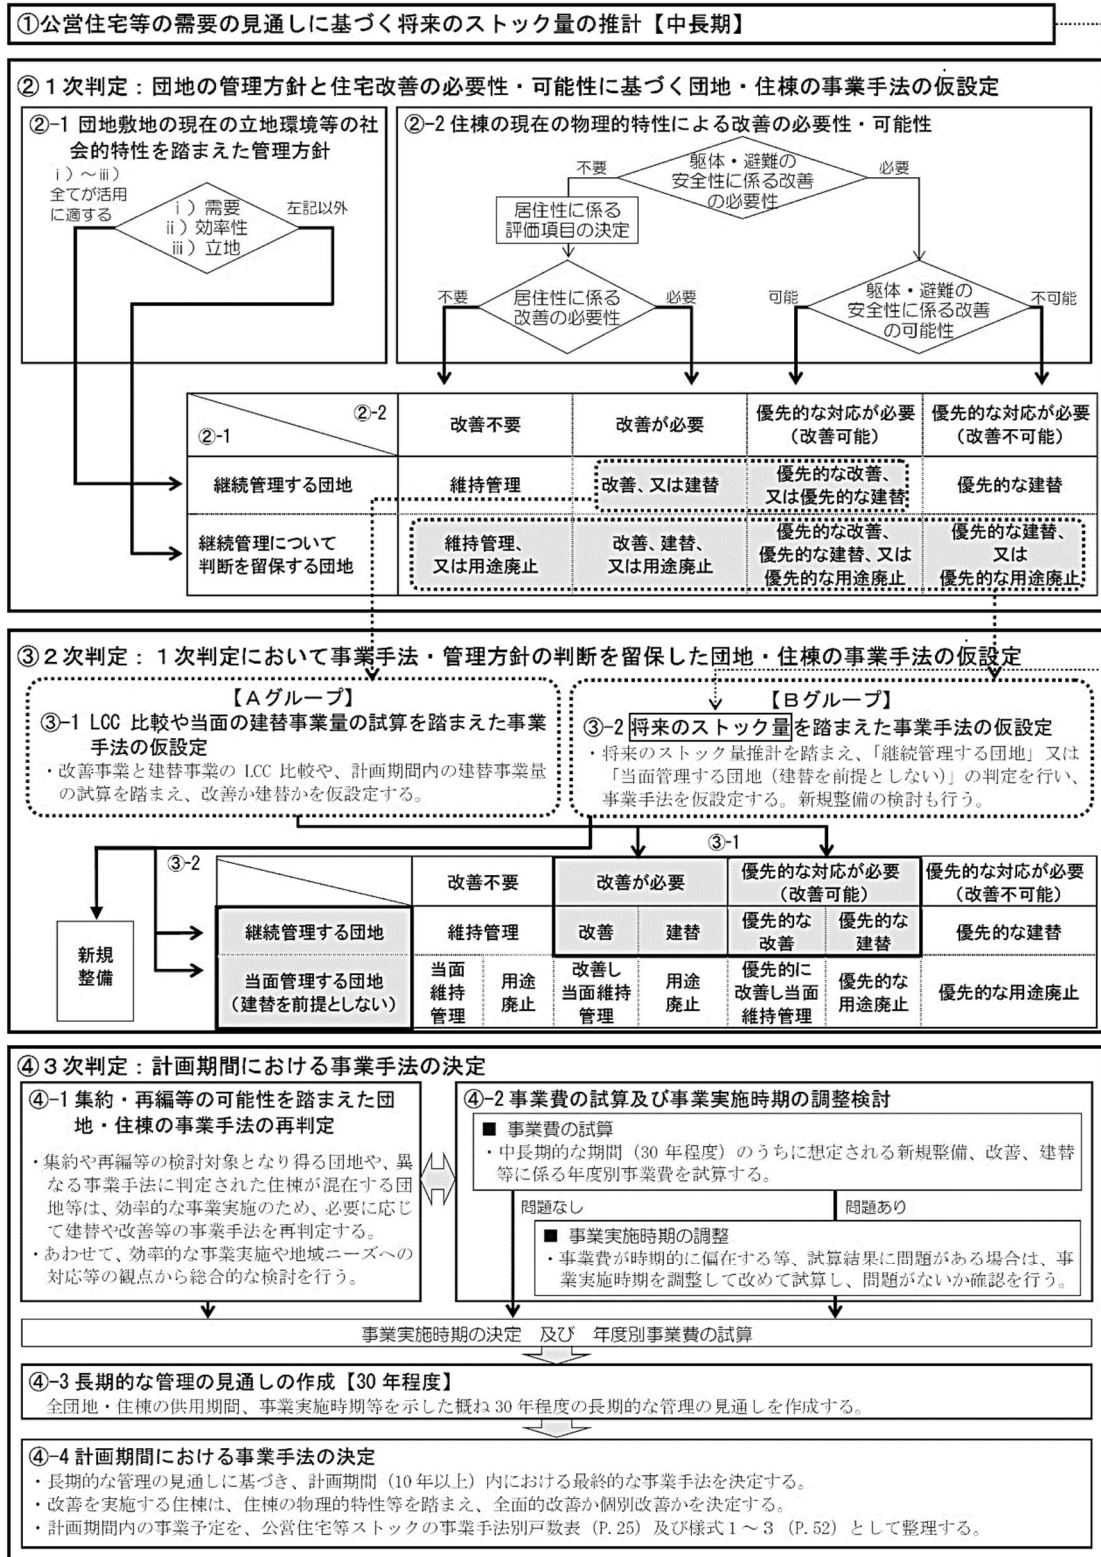 ①公営住宅等の需要の見通しに基づく将来のストック量の推計【中長期】
②１次判定：団地の管理方針と住宅改善の必要性・可能性に基づく団地・住棟の事業手法の仮設定
②-1 団地敷地の現在の立地環境等の社
会的特性を踏まえた管理方針
ⅰ）～ⅲ）
全てが活用
に適する
ⅰ）需要
ⅱ）効率性
ⅲ）立地
左記以外
②-2 住棟の現在の物理的特性による改善の必要性・可能性
不要
躯体・避難の
安全性に係る改善
の必要性
必要
居住性に係る
評価項目の決定
不要
居住性に係る
改善の必要性
必要
可能
躯体・避難の
安全性に係る改善
の可能性
不可能
②-2
②-1
改善不要
改善が必要
優先的な対応が必要
（改善可能）
優先的な対応が必要
（改善不可能）
継続管理する団地
維持管理
改善、又は建替
優先的な改善、
又は優先的な建替
優先的な建替
継続管理について
判断を留保する団地
維持管理、
又は用途廃止
改善、建替、
又は用途廃止
優先的な改善、
優先的な建替、又は
優先的な用途廃止
優先的な建替、
又は
優先的な用途廃止
③２次判定：１次判定において事業手法・管理方針の判断を留保した団地・住棟の事業手法の仮設定
【Ａグループ】
③-1 LCC 比較や当面の建替事業量の試算を踏まえた事業
手法の仮設定
・改善事業と建替事業の LCC 比較や、計画期間内の建替事業量
の試算を踏まえ、改善か建替かを仮設定する。
【Ｂグループ】
③-2 将来のストック量を踏まえた事業手法の仮設定
・将来のストック量推計を踏まえ、「継続管理する団地」又は
「当面管理する団地（建替を前提としない）」の判定を行い、
事業手法を仮設定する。新規整備の検討も行う。
③-1
③-2
新規
整備
改善不要
改善が必要
優先的な対応が必要
（改善可能）
優先的な対応が必要
（改善不可能）
継続管理する団地
維持管理
改善
建替
優先的な
改善
優先的な
建替
優先的な建替
当面管理する団地
（建替を前提としない）
当面
維持
管理
用途
廃止
改善し
当面維持
管理
用途
廃止
優先的に
改善し当面
維持管理
優先的な
用途廃止
優先的な用途廃止
④３次判定：計画期間における事業手法の決定
④-1 集約・再編等の可能性を踏まえた団
地・住棟の事業手法の再判定
・集約や再編等の検討対象となり得る団地や、異
なる事業手法に判定された住棟が混在する団
地等は、効率的な事業実施のため、必要に応じ
て建替や改善等の事業手法を再判定する。
・あわせて、効率的な事業実施や地域ニーズへの
対応等の観点から総合的な検討を行う。
④-2 事業費の試算及び事業実施時期の調整検討
■ 事業費の試算
・中長期的な期間（30 年程度）のうちに想定される新規整備、改善、建替
等に係る年度別事業費を試算する。
問題なし
問題あり
■ 事業実施時期の調整
・事業費が時期的に偏在する等、試算結果に問題がある場合は、事
業実施時期を調整して改めて試算し、問題がないか確認を行う。
事業実施時期の決定 及び 年度別事業費の試算
④-3 長期的な管理の見通しの作成【30 年程度】
全団地・住棟の供用期間、事業実施時期等を示した概ね 30 年程度の長期的な管理の見通しを作成する。
④-4 計画期間における事業手法の決定
・長期的な管理の見通しに基づき、計画期間（10 年以上）内における最終的な事業手法を決定する。
・改善を実施する住棟は、住棟の物理的特性等を踏まえ、全面的改善か個別改善かを決定する。
・計画期間内の事業予定を、公営住宅等ストックの事業手法別戸数表（P.25）及び様式１～３（P.52）として整理する。